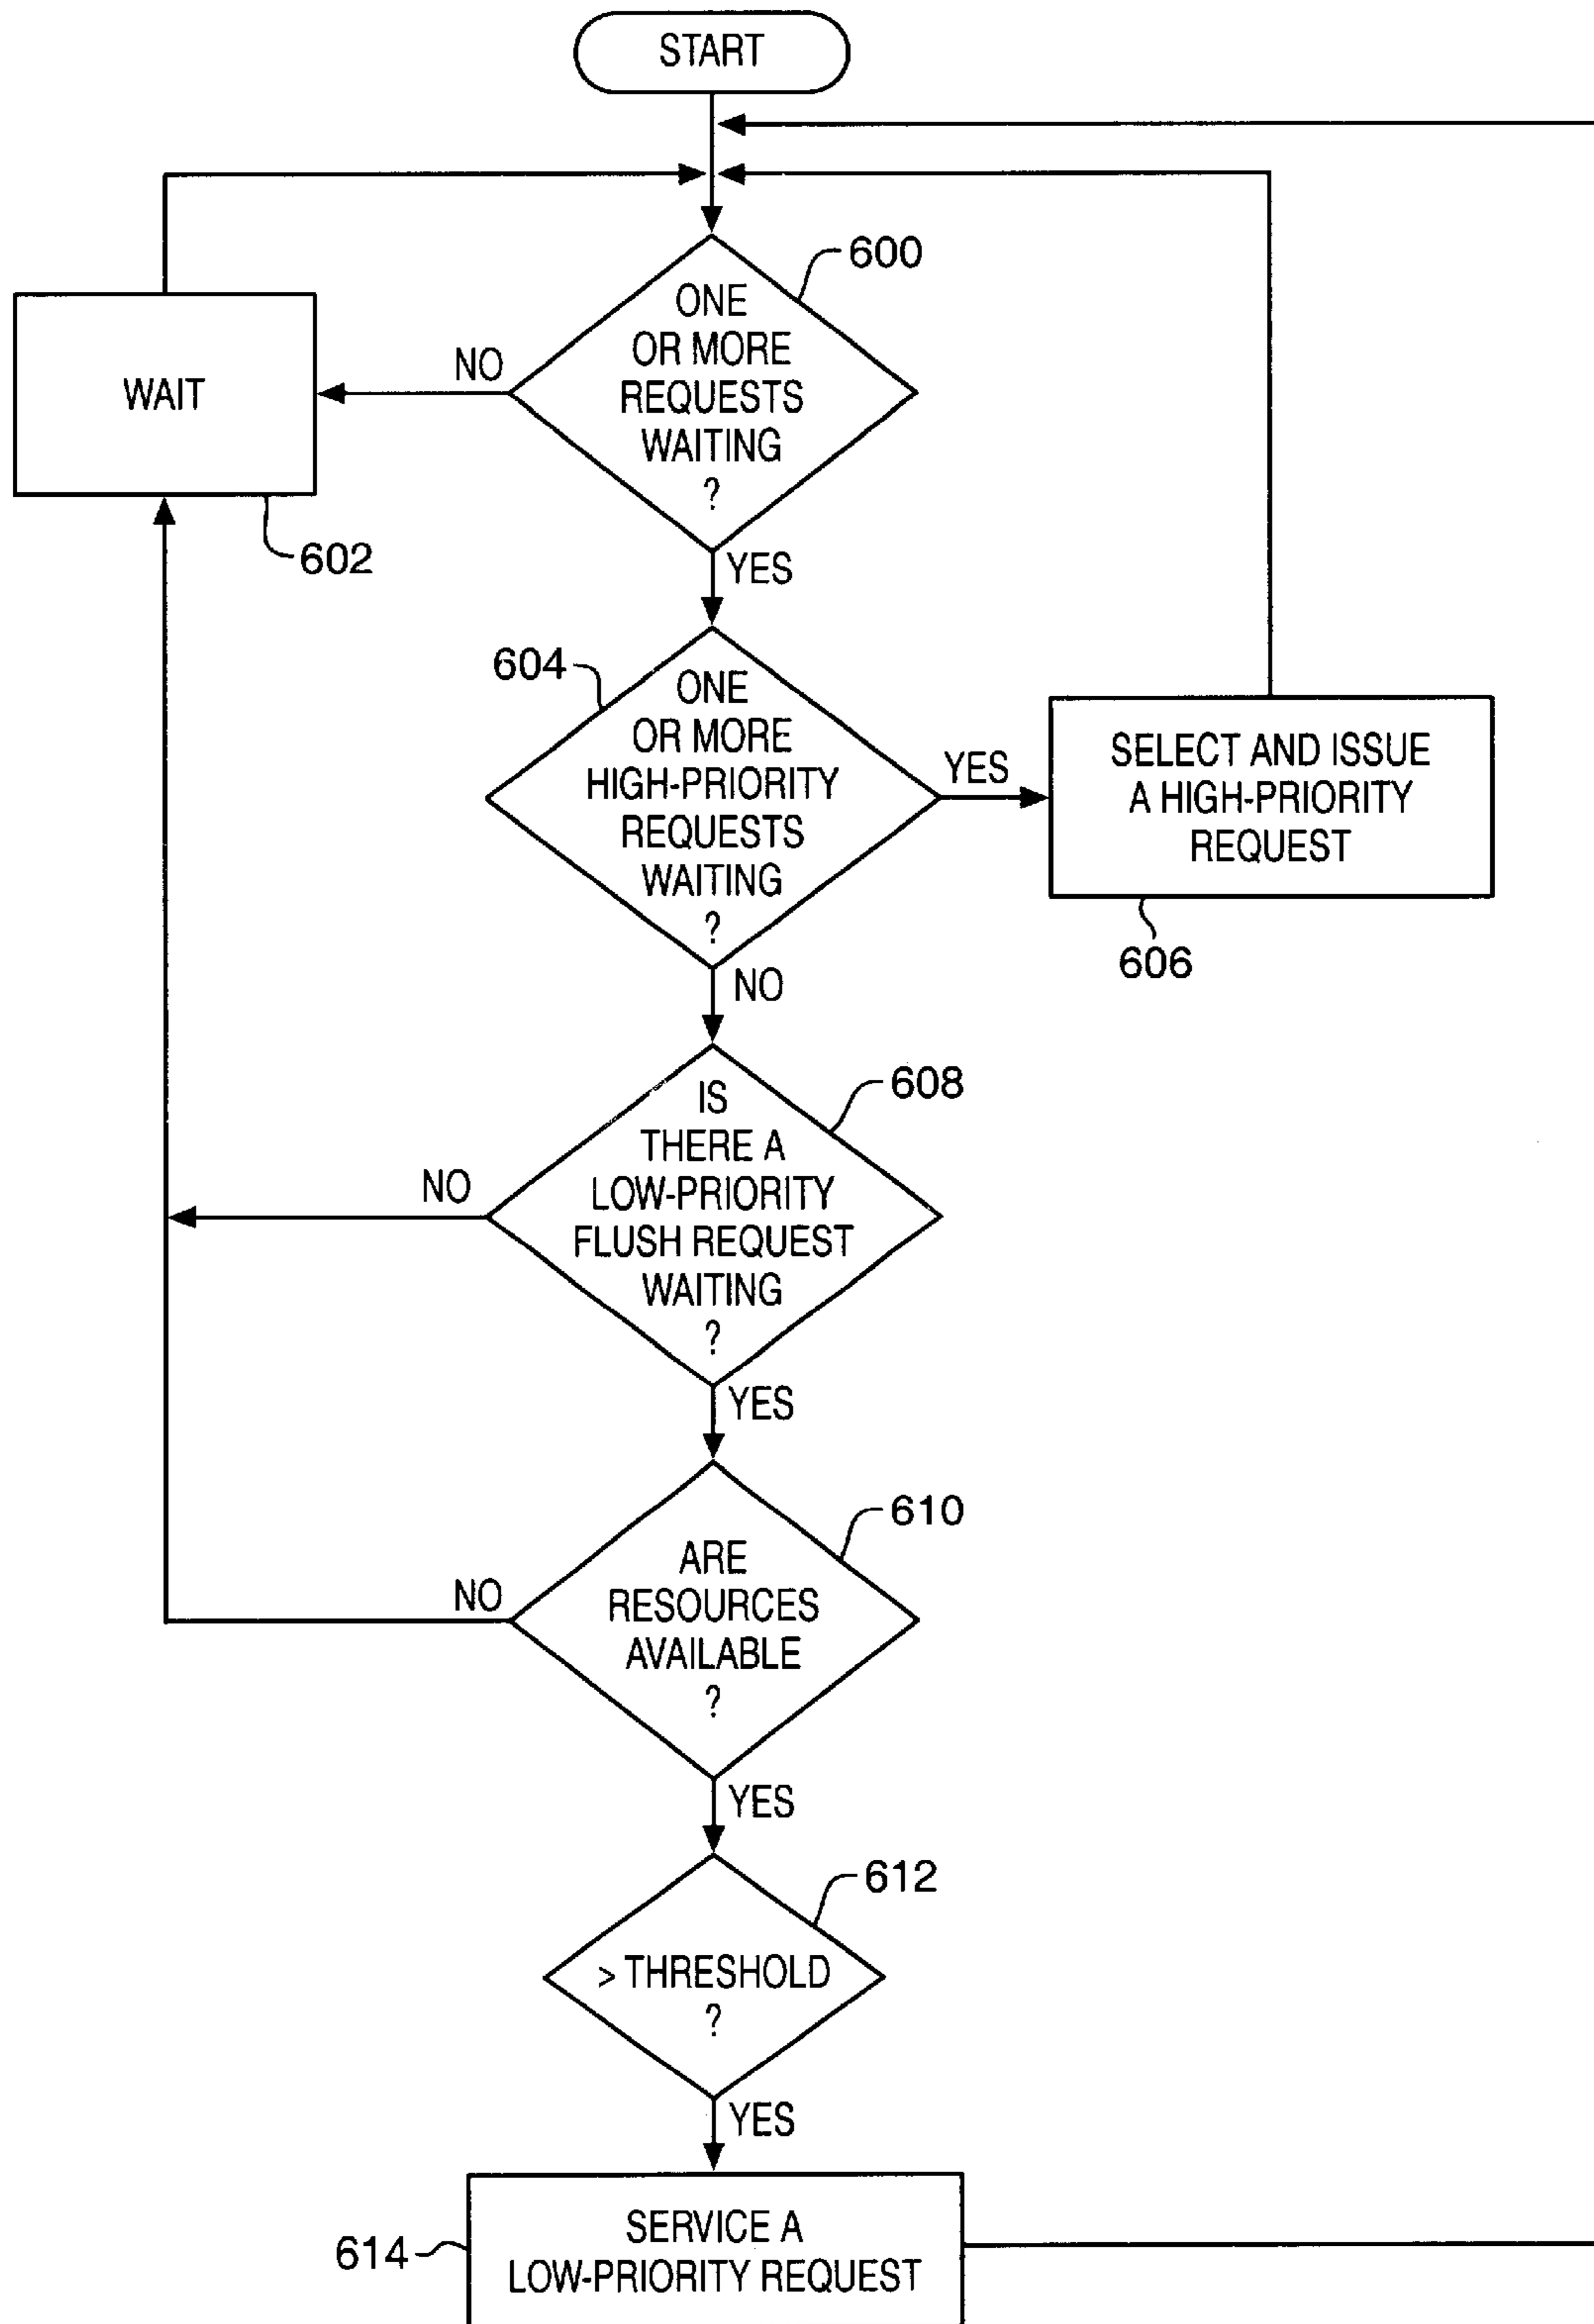 START
600
ONE
OR MORE
REQUESTS
WAITING
?
NO
WAIT
602
YES
604
ONE
OR MORE
HIGH-PRIORITY
REQUESTS
WAITING
?
YES
SELECT AND ISSUE
A HIGH-PRIORITY
REQUEST
606
NO
608
IS
THERE A
LOW-PRIORITY
FLUSH REQUEST
WAITING
?
NO
YES
610
ARE
RESOURCES
AVAILABLE
?
NO
YES
612
> THRESHOLD
?
YES
614
SERVICE A
LOW-PRIORITY REQUEST